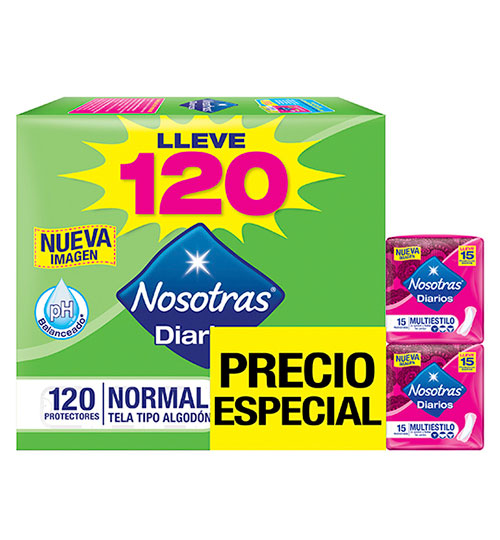 LLEVE
120
NUEVA
IMAGEN
pH
Balanceado*
Nosotras®
Diarios
120
PROTECTORES
NORMAL
TELA TIPO ALGODÓN
PRECIO
ESPECIAL
NUEVA
IMAGEN
LLEVE
15
Nosotras
Diarios
15
MULTIESTILO
NUEVA
IMAGEN
LLEVE
15
Nosotras
Diarios
15
MULTIESTILO